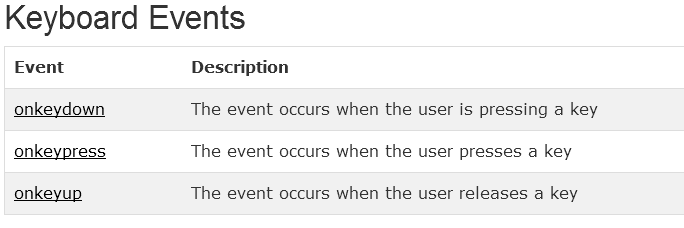 Keyboard Events
Event Description
onkeydown The event occurs when the user is pressing a key
onkeypress The event occurs when the user presses a key
onkeyup The event occurs when the user releases a key